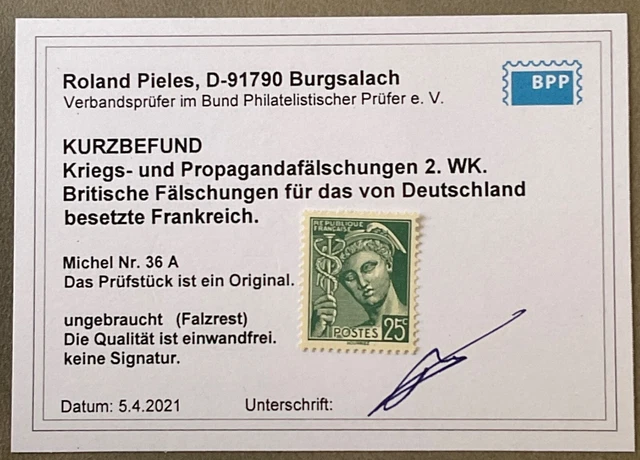 Roland Pieles, D-91790 Burgsalach
Verbandsprüfer im Bund Philatelistischer Prüfer e. V.
BPP
KURZBEFUND
Kriegs- und Propagandafälschungen 2. WK.
Britische Fälschungen für das von Deutschland
besetzte Frankreich.
REPUBLIQUE
FRANÇAISE
POSTES
25c
Michel Nr. 36 A
Das Prüfstück ist ein Original.
ungebraucht (Falzrest)
Die Qualität ist einwandfrei.
keine Signatur.
Datum: 5.4.2021 Unterschrift: